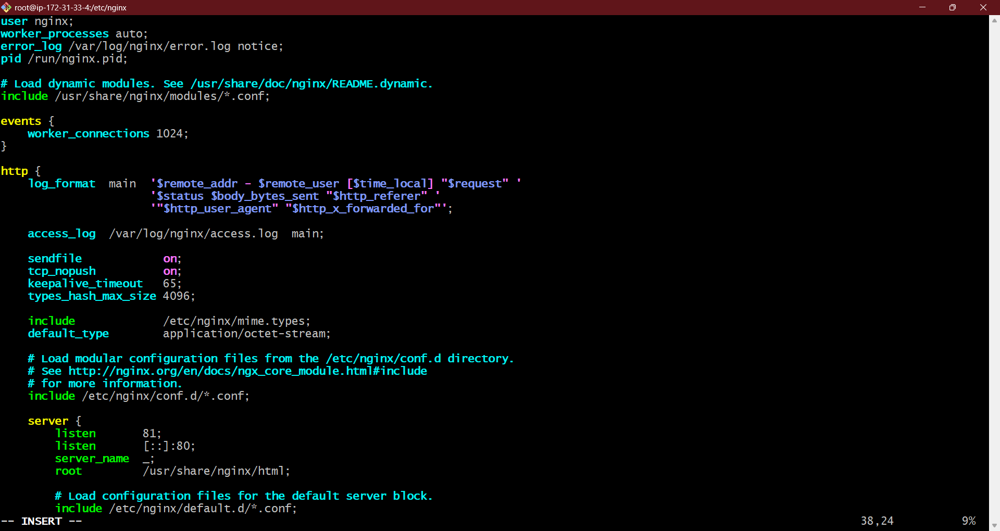 root@ip-172-31-33-4:/etc/nginx
user nginx;
worker_processes auto;
error_log /var/log/nginx/error.log notice;
pid /run/nginx.pid;

# Load dynamic modules. See /usr/share/doc/nginx/README.dynamic.
include /usr/share/nginx/modules/*.conf;

events {
    worker_connections 1024;
}

http {
    log_format  main  '$remote_addr - $remote_user [$time_local] "$request" '
                      '$status $body_bytes_sent "$http_referer" '
                      '"$http_user_agent" "$http_x_forwarded_for"';

    access_log  /var/log/nginx/access.log  main;

    sendfile            on;
    tcp_nopush          on;
    keepalive_timeout   65;
    types_hash_max_size 4096;

    include             /etc/nginx/mime.types;
    default_type        application/octet-stream;

    # Load modular configuration files from the /etc/nginx/conf.d directory.
    # See http://nginx.org/en/docs/ngx_core_module.html#include
    # for more information.
    include /etc/nginx/conf.d/*.conf;

    server {
        listen       81;
        listen       [::]:80;
        server_name  _;
        root         /usr/share/nginx/html;

        # Load configuration files for the default server block.
        include /etc/nginx/default.d/*.conf;
-- INSERT --                                        38,24          9%